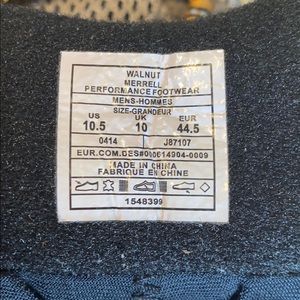 WALNUT
MERRELL
PERFORMANCE FOOTWEAR
MENS-HOMMES
SIZE-GRANDEUR
US UK EUR
10.5 10 44.5
0414 J87107
EUR.COM.DES#000614904-0009
MADE IN CHINA
FABRIQUE EN CHINE
1548399